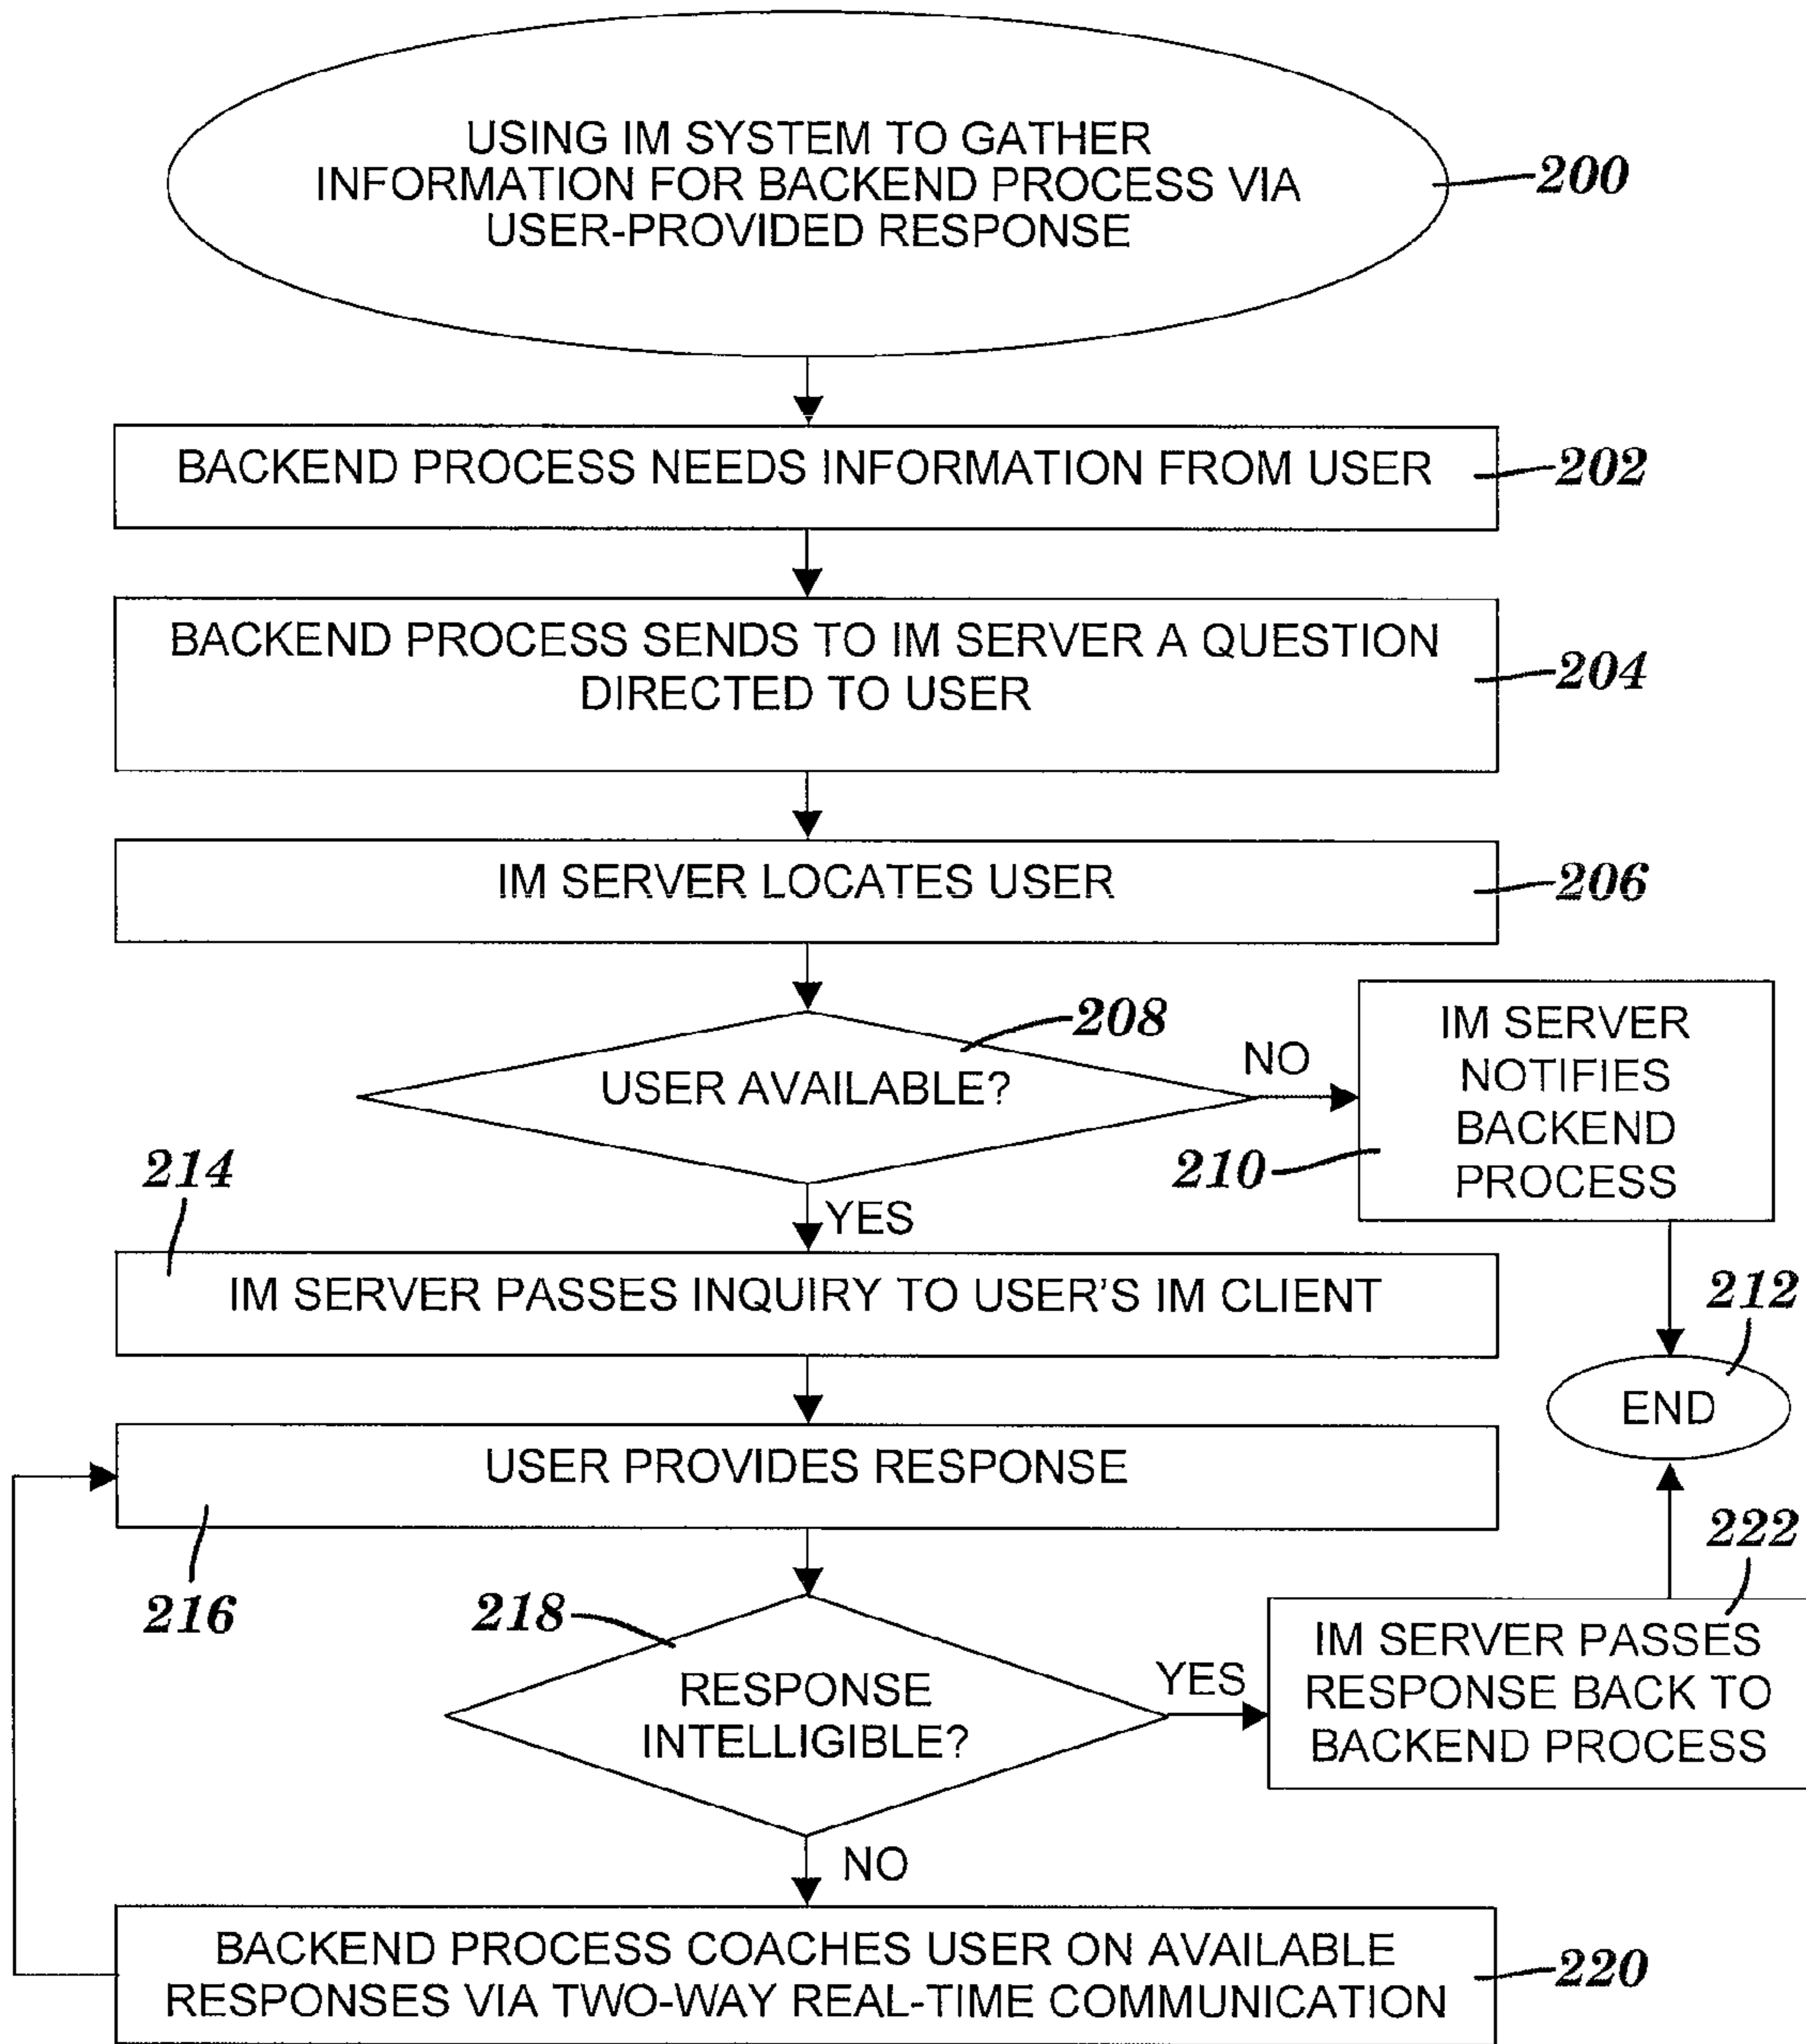 USING IM SYSTEM TO GATHER
INFORMATION FOR BACKEND PROCESS VIA
USER-PROVIDED RESPONSE
200
BACKEND PROCESS NEEDS INFORMATION FROM USER
202
BACKEND PROCESS SENDS TO IM SERVER A QUESTION
DIRECTED TO USER
204
IM SERVER LOCATES USER
206
208
USER AVAILABLE?
NO
IM SERVER
NOTIFIES
BACKEND
PROCESS
210
214
YES
IM SERVER PASSES INQUIRY TO USER'S IM CLIENT
212
END
USER PROVIDES RESPONSE
216
218
RESPONSE
INTELLIGIBLE?
YES
222
IM SERVER PASSES
RESPONSE BACK TO
BACKEND PROCESS
NO
BACKEND PROCESS COACHES USER ON AVAILABLE
RESPONSES VIA TWO-WAY REAL-TIME COMMUNICATION
220